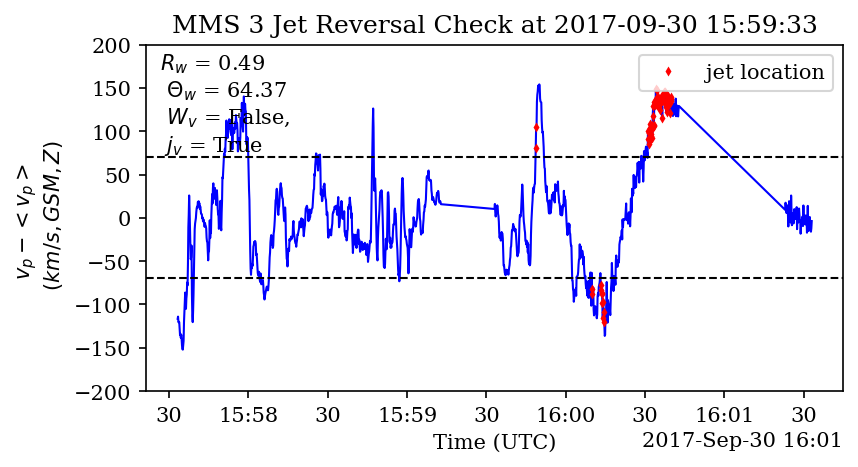 MMS 3 Jet Reversal Check at 2017-09-30 15:59:33
R_w = 0.49
Θ_w = 64.37
W_v = False,
j_v = True
jet location
200
150
100
50
0
−50
−100
−150
−200
v_p − < v_p >
(km/s, GSM, Z)
30
15:58
30
15:59
30
16:00
30
16:01
30
Time (UTC)
2017-Sep-30 16:01